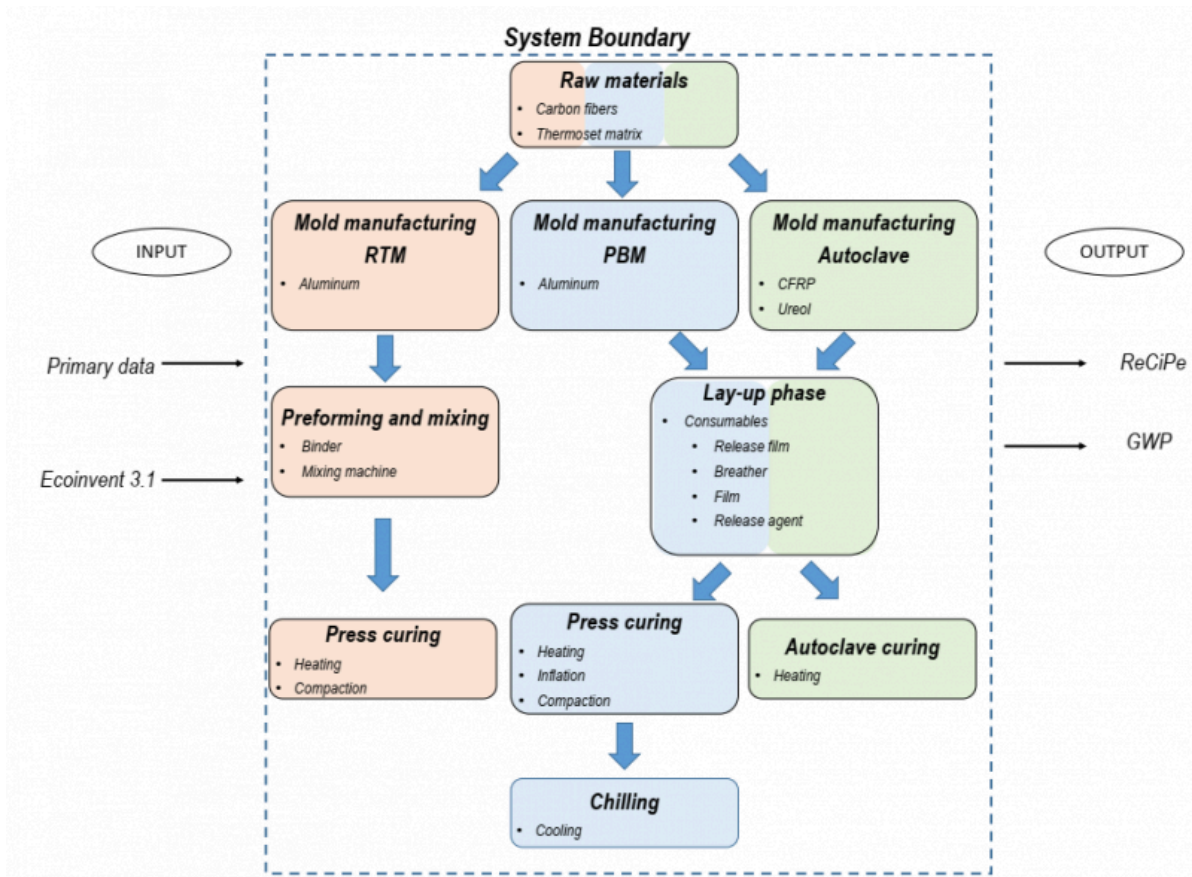 System Boundary
Raw materials
• Carbon fibers
• Thermoset matrix
Mold manufacturing
RTM
• Aluminum
Mold manufacturing
PBM
• Aluminum
Mold manufacturing
Autoclave
• CFRP
• Ureol
INPUT
OUTPUT
Primary data
Ecoinvent 3.1
ReCiPe
GWP
Preforming and mixing
• Binder
• Mixing machine
Lay-up phase
• Consumables
• Release film
• Breather
• Film
• Release agent
Press curing
• Heating
• Compaction
Press curing
• Heating
• Inflation
• Compaction
Autoclave curing
• Heating
Chilling
• Cooling